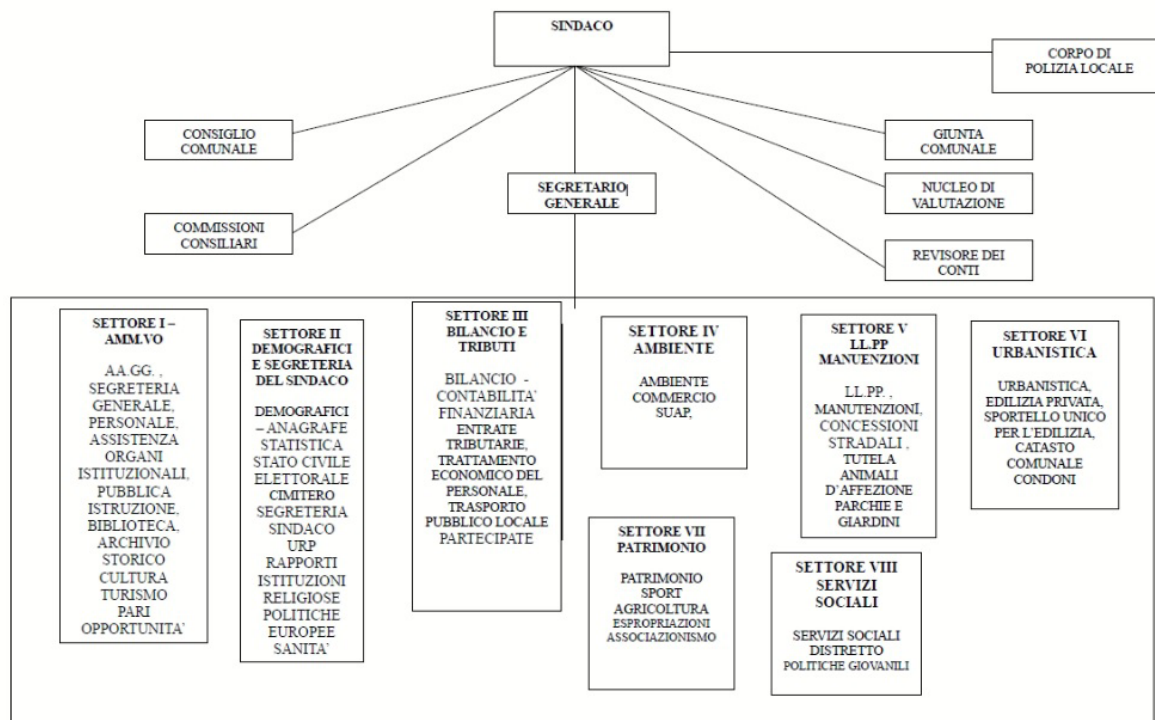 SINDACO
CORPO DI
POLIZIA LOCALE
CONSIGLIO
COMUNALE
GIUNTA
COMUNALE
SEGRETARIO
GENERALE
NUCLEO DI
VALUTAZIONE
COMMISSIONI
CONSILIARI
REVISORE DEI
CONTI
SETTORE I –
AMM.VO
AA.GG. ,
SEGRETERIA
GENERALE,
PERSONALE,
ASSISTENZA
ORGANI
ISTITUZIONALI,
PUBBLICA
ISTRUZIONE,
BIBLIOTECA,
ARCHIVIO
STORICO
CULTURA
TURISMO
PARI
OPPORTUNITA’
SETTORE II
DEMOGRAFICI
E SEGRETERIA
DEL SINDACO
DEMOGRAFICI
– ANAGRAFE
STATISTICA
STATO CIVILE
ELETTORALE
CIMITERO
SEGRETERIA
SINDACO
URP
RAPPORTI
ISTITUZIONI
RELIGIOSE
POLITICHE
EUROPEE
SANITA’
SETTORE III
BILANCIO E
TRIBUTI
BILANCIO -
CONTABILITA’
FINANZIARIA
ENTRATE
TRIBUTARIE,
TRATTAMENTO
ECONOMICO DEL
PERSONALE,
TRASPORTO
PUBBLICO LOCALE
PARTECIPATE
SETTORE IV
AMBIENTE
AMBIENTE
COMMERCIO
SUAP,
SETTORE V
LL.PP
MANUENZIONI
LL.PP. ,
MANUTENZIONI,
CONCESSIONI
STRADALI ,
TUTELA
ANIMALI
D’AFFEZIONE
PARCHIE E
GIARDINI
SETTORE VI
URBANISTICA
URBANISTICA,
EDILIZIA PRIVATA,
SPORTELLO UNICO
PER L’EDILIZIA,
CATASTO
COMUNALE
CONDONI
SETTORE VII
PATRIMONIO
PATRIMONIO
SPORT
AGRICOLTURA
ESPROPRIAZIONI
ASSOCIAZIONISMO
SETTORE VIII
SERVIZI
SOCIALI
SERVIZI SOCIALI
DISTRETTO
POLITICHE GIOVANILI